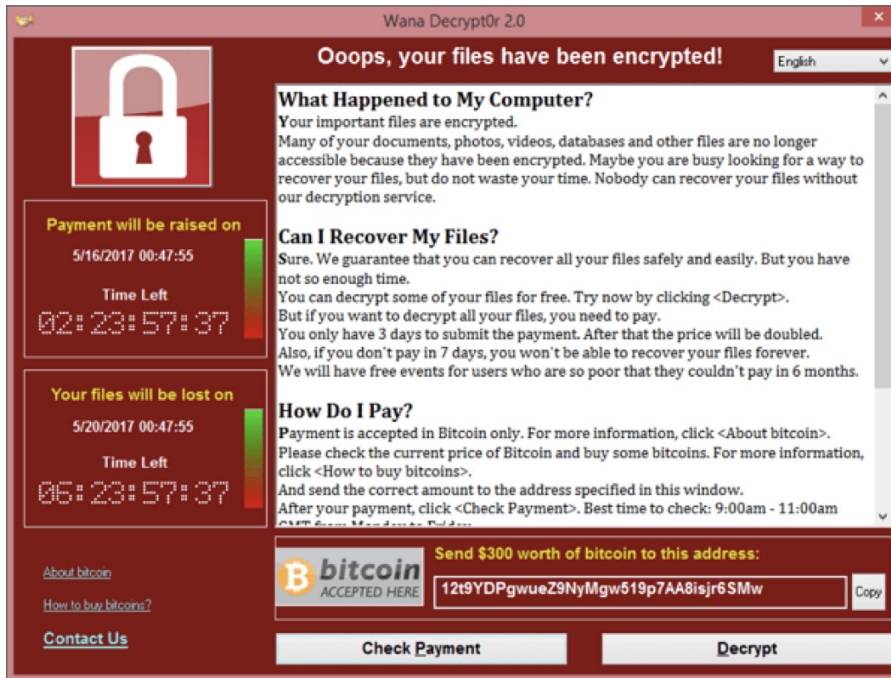 Wana Decrypt0r 2.0
Ooops, your files have been encrypted!
English
What Happened to My Computer?
Your important files are encrypted.
Many of your documents, photos, videos, databases and other files are no longer
accessible because they have been encrypted. Maybe you are busy looking for a way to
recover your files, but do not waste your time. Nobody can recover your files without
our decryption service.
Can I Recover My Files?
Sure. We guarantee that you can recover all your files safely and easily. But you have
not so enough time.
You can decrypt some of your files for free. Try now by clicking <Decrypt>.
But if you want to decrypt all your files, you need to pay.
You only have 3 days to submit the payment. After that the price will be doubled.
Also, if you don't pay in 7 days, you won't be able to recover your files forever.
We will have free events for users who are so poor that they couldn't pay in 6 months.
How Do I Pay?
Payment is accepted in Bitcoin only. For more information, click <About bitcoin>.
Please check the current price of Bitcoin and buy some bitcoins. For more information,
click <How to buy bitcoins>.
And send the correct amount to the address specified in this window.
After your payment, click <Check Payment>. Best time to check: 9:00am - 11:00am
GMT from Monday to Friday
Payment will be raised on
5/16/2017 00:47:55
Time Left
02:23:57:37
Your files will be lost on
5/20/2017 00:47:55
Time Left
06:23:57:37
About bitcoin
How to buy bitcoins?
Contact Us
bitcoin
ACCEPTED HERE
Send $300 worth of bitcoin to this address:
12t9YDPgwueZ9NyMgw519p7AA8isjr6SMw
Copy
Check Payment
Decrypt